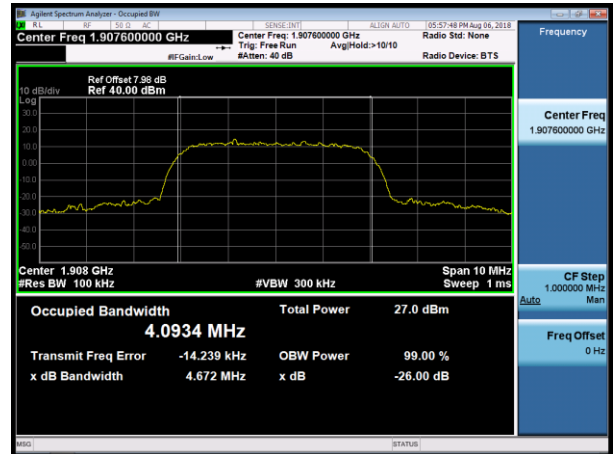 Agilent Spectrum Analyzer - Occupied BW
RL RF 50 Ω AC SENSE:INT ALIGN AUTO 05:57:48 PM Aug 06, 2018
Center Freq 1.907600000 GHz
Center Freq: 1.907600000 GHz
Radio Std: None
Trig: Free Run Avg|Hold:>10/10
#IFGain:Low
#Atten: 40 dB
Radio Device: BTS
Frequency
Ref Offset 7.98 dB
10 dB/div Ref 40.00 dBm
Log
30.0
20.0
10.0
0.00
-10.0
-20.0
-30.0
-40.0
-50.0
Center Freq
1.907600000 GHz
Center 1.908 GHz
Span 10 MHz
#Res BW 100 kHz
#VBW 300 kHz
Sweep 1 ms
CF Step
1.000000 MHz
Auto Man
Occupied Bandwidth
Total Power 27.0 dBm
4.0934 MHz
Transmit Freq Error -14.239 kHz OBW Power 99.00 %
x dB Bandwidth 4.672 MHz x dB -26.00 dB
Freq Offset
0 Hz
MSG
STATUS